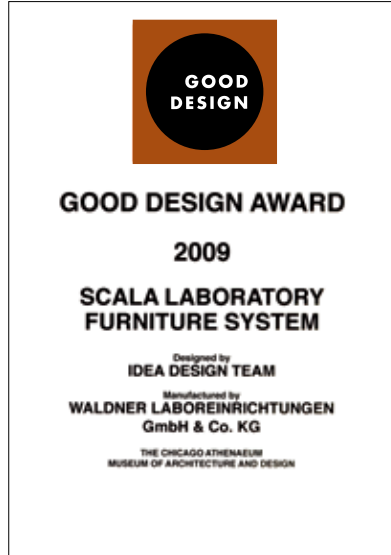 GOOD
DESIGN
GOOD DESIGN AWARD
2009
SCALA LABORATORY
FURNITURE SYSTEM
Designed by
IDEA DESIGN TEAM
Manufactured by
WALDNER LABOREINRICHTUNGEN
GmbH & Co. KG
THE CHICAGO ATHENAEUM
MUSEUM OF ARCHITECTURE AND DESIGN